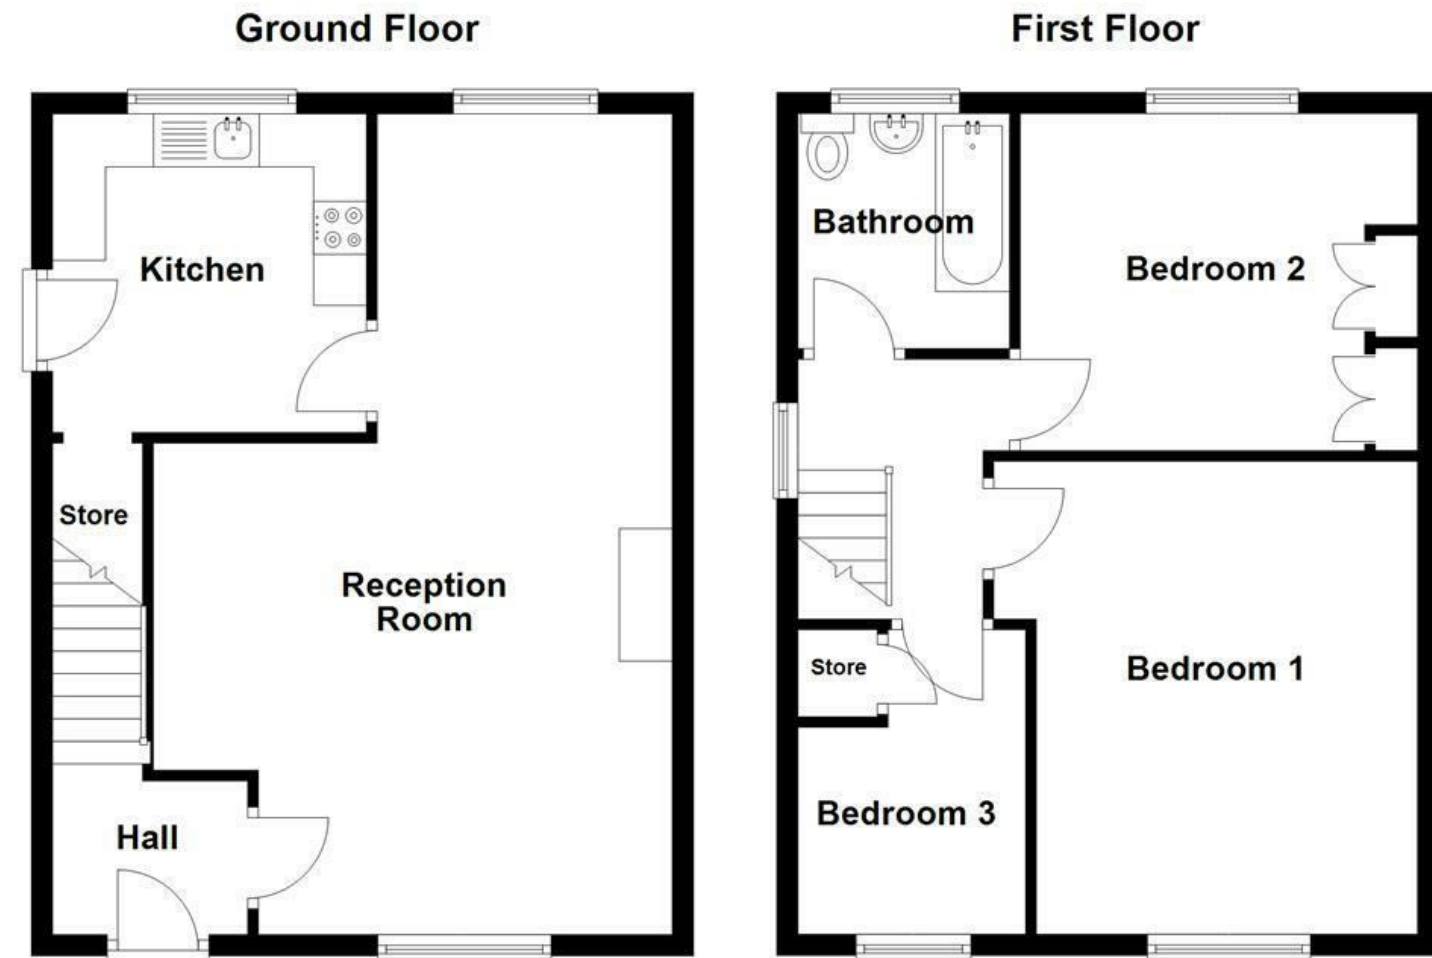 Ground Floor
Kitchen
Store
Reception
Room
Hall
First Floor
Bathroom
Bedroom 2
Store
Bedroom 1
Bedroom 3